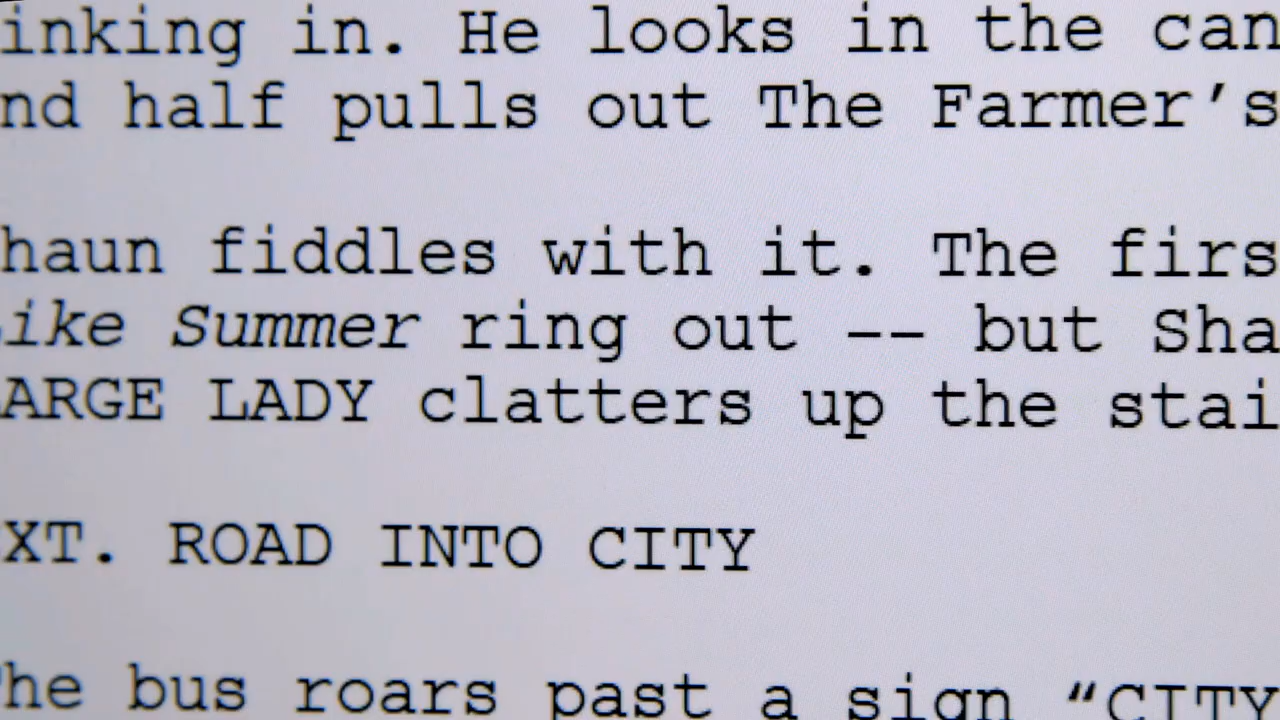 inking in. He looks in the can
nd half pulls out The Farmer’s
haun fiddles with it. The firs
ike Summer ring out -- but Sha
ARGE LADY clatters up the stai
XT. ROAD INTO CITY
he bus roars past a sign “CITY